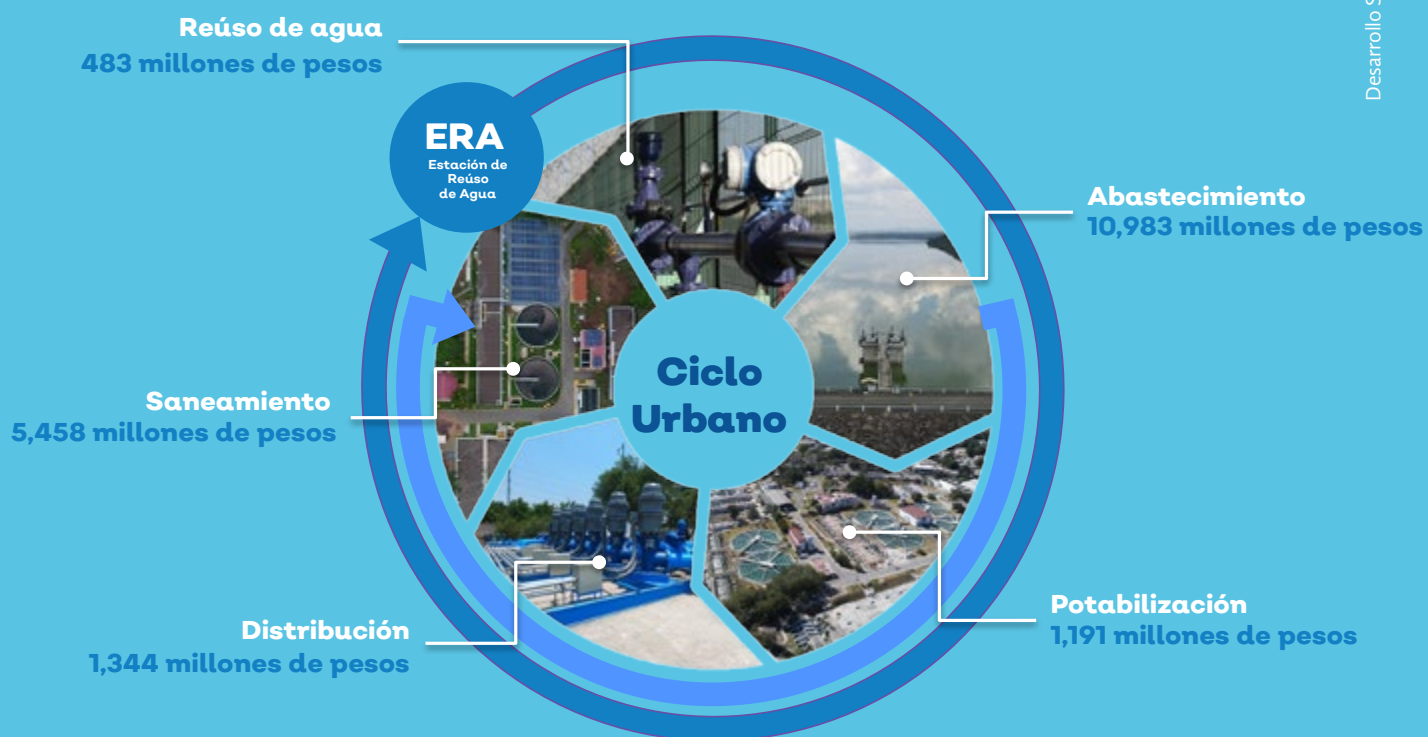 Desarrollo
Reúso de agua
483 millones de pesos
ERA
Estación de
Reúso
de Agua
Abastecimiento
10,983 millones de pesos
Ciclo
Urbano
Saneamiento
5,458 millones de pesos
Potabilización
1,191 millones de pesos
Distribución
1,344 millones de pesos